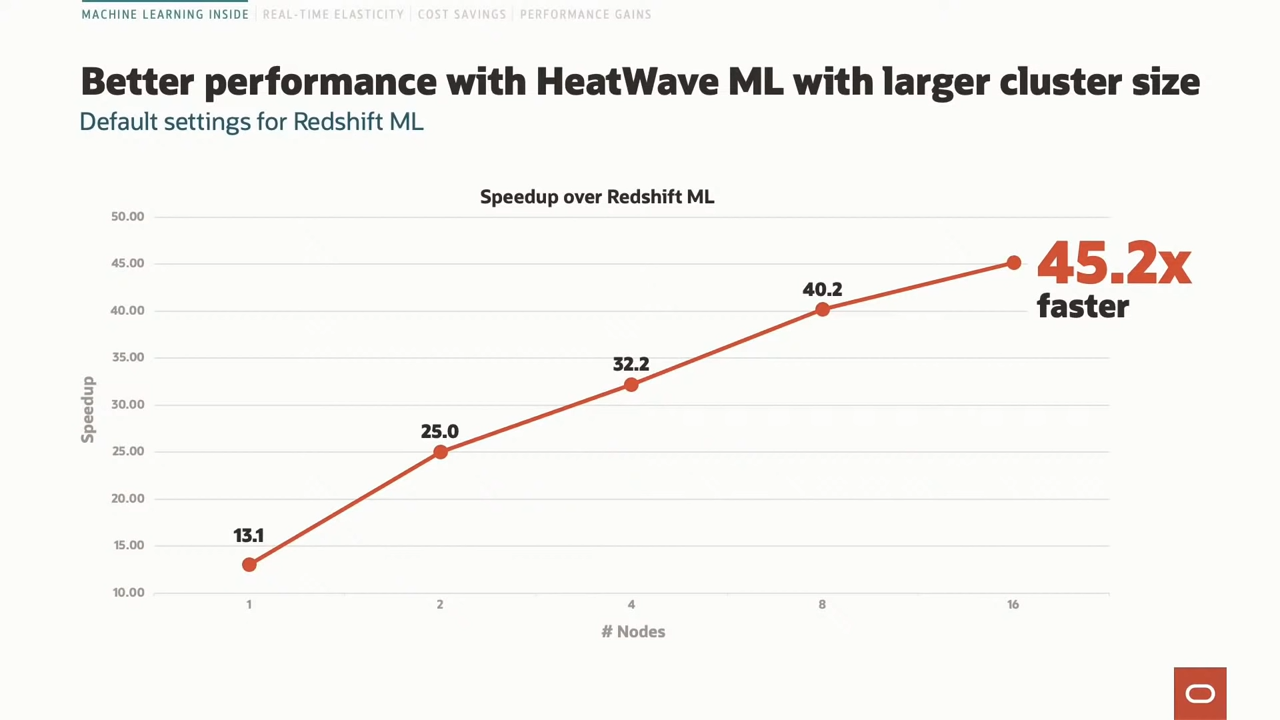 MACHINE LEARNING INSIDE | REAL-TIME ELASTICITY | COST SAVINGS | PERFORMANCE GAINS
Better performance with HeatWave ML with larger cluster size
Default settings for Redshift ML
Speedup over Redshift ML
50.00
45.00
40.00
35.00
30.00
25.00
20.00
15.00
10.00
Speedup
13.1
25.0
32.2
40.2
45.2x
faster
1 2 4 8 16
# Nodes